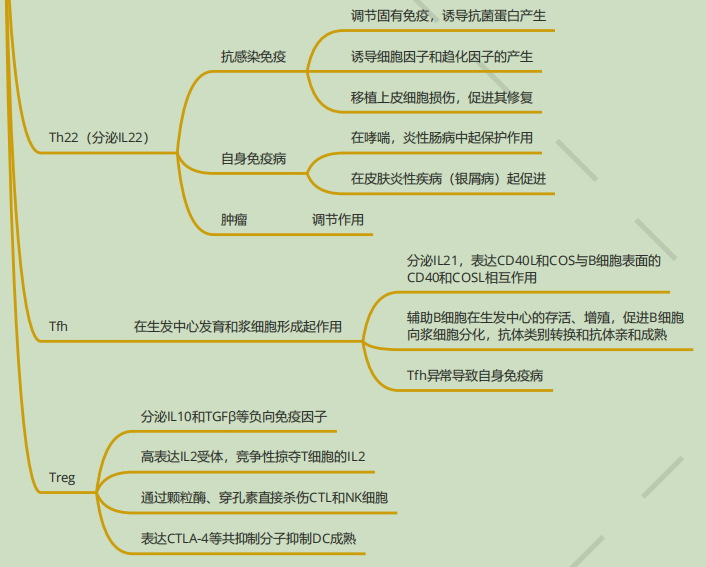 调节固有免疫，诱导抗菌蛋白产生
抗感染免疫
诱导细胞因子和趋化因子的产生
移植上皮细胞损伤，促进其修复
Th22（分泌IL22）
自身免疫病
在哮喘，炎性肠病中起保护作用
在皮肤炎性疾病（银屑病）起促进
肿瘤
调节作用
分泌IL21，表达CD40L和COS与B细胞表面的
CD40和COSL相互作用
Tfh
在生发中心发育和浆细胞形成起作用
辅助B细胞在生发中心的存活、增殖，促进B细胞
向浆细胞分化，抗体类别转换和抗体亲和成熟
Tfh异常导致自身免疫病
分泌IL10和TGFβ等负向免疫因子
高表达IL2受体，竞争性掠夺T细胞的IL2
Treg
通过颗粒酶、穿孔素直接杀伤CTL和NK细胞
表达CTLA-4等共抑制分子抑制DC成熟